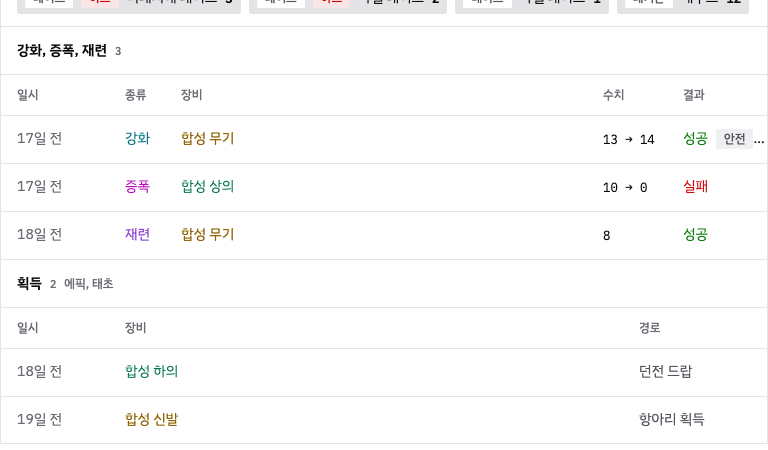 강화, 증폭, 재련 3
일시 종류 장비 수치 결과
17일 전 강화 합성 무기 13 → 14 성공 안전 ...
17일 전 증폭 합성 상의 10 → 0 실패
18일 전 재련 합성 무기 8 성공
획득 2 에픽, 태초
일시 장비 경로
18일 전 합성 하의 던전 드랍
19일 전 합성 신발 항아리 획득